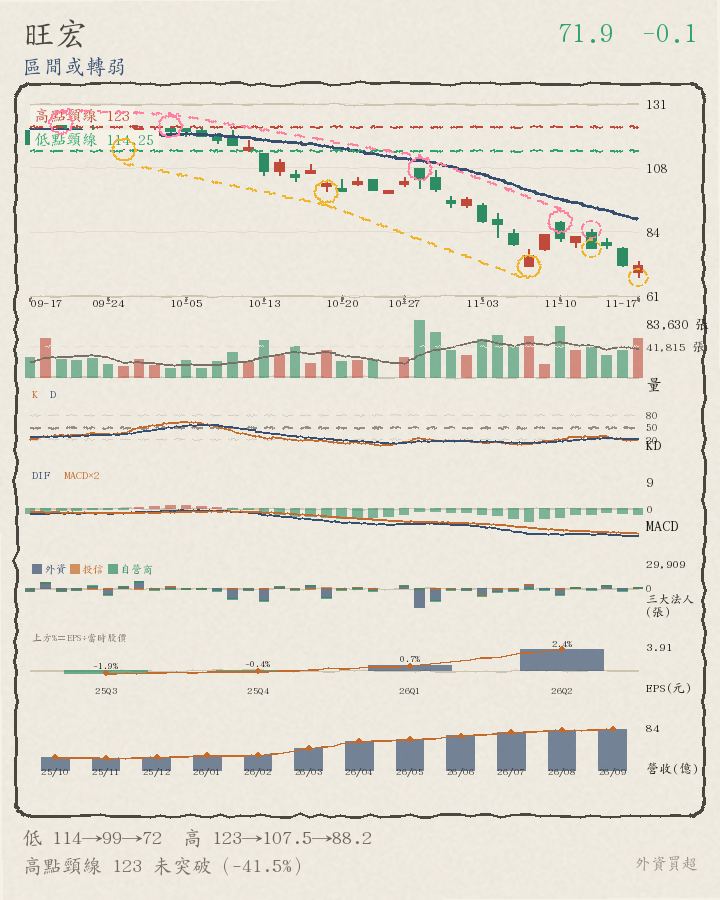 旺宏
71.9 -0.1
區間或轉弱
131
高點頸線 123
低點頸線 114.25
108
84
61
09-17 09-24 10-05 10-13 10-20 10-27 11-03 11-10 11-17
83,630 張
41,815 張
量
K D
80
50
20
KD
DIF MACD×2
9
0
MACD
29,909
外資 投信 自營商
0
三大法人
(張)
上方%=EPS÷當時股價
3.91
-1.9% -0.4% 0.7% 2.4%
25Q3 25Q4 26Q1 26Q2
EPS(元)
84
營收(億)
25/10 25/11 25/12 26/01 26/02 26/03 26/04 26/05 26/06 26/07 26/08 26/09
低 114→99→72 高 123→107.5→88.2
高點頸線 123 未突破 (-41.5%)
外資買超